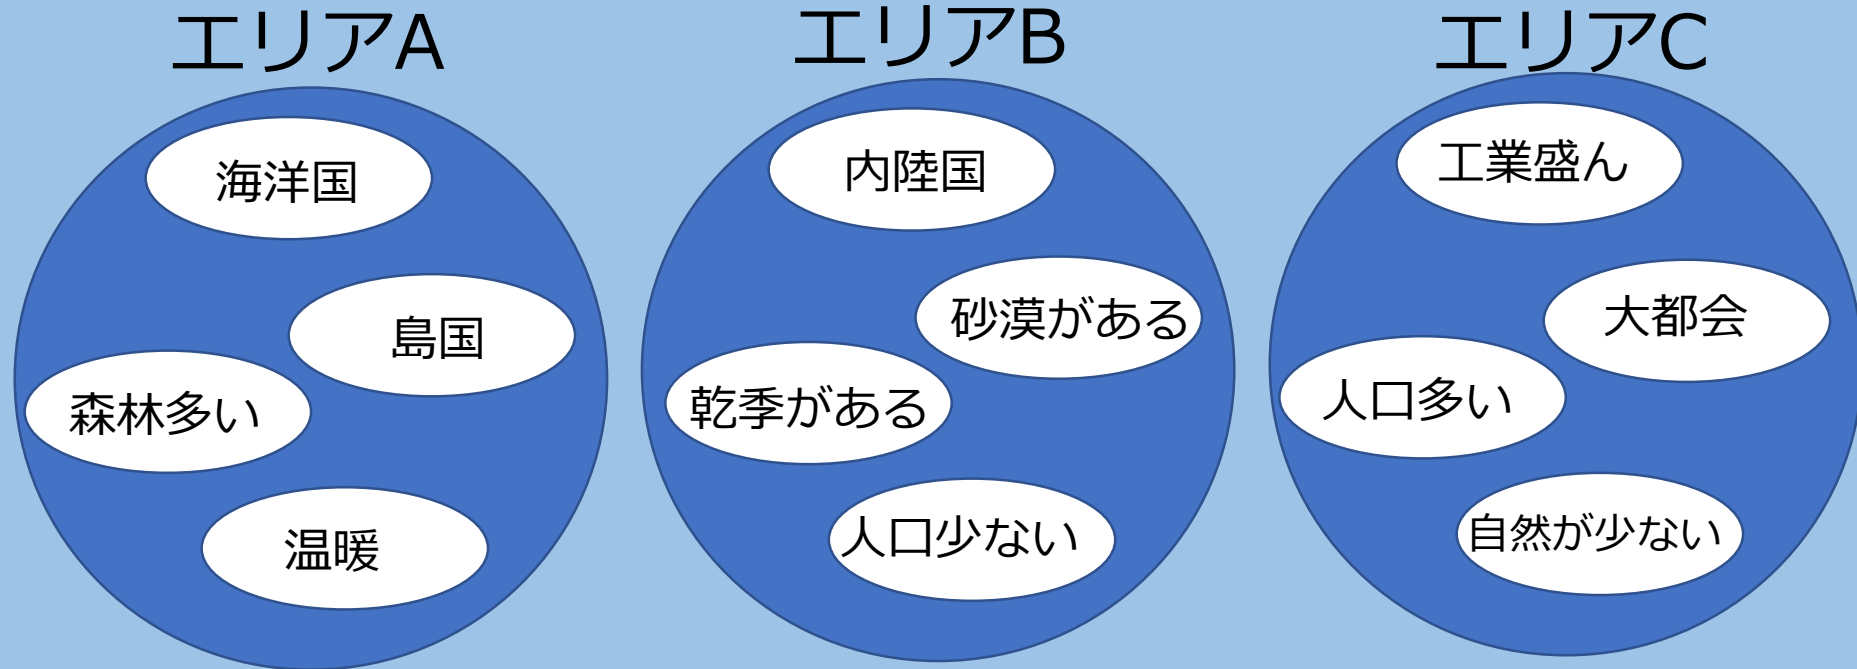 エリアA
海洋国
島国
森林多い
温暖
エリアB
内陸国
砂漠がある
乾季がある
人口少ない
エリアC
工業盛ん
大都会
人口多い
自然が少ない